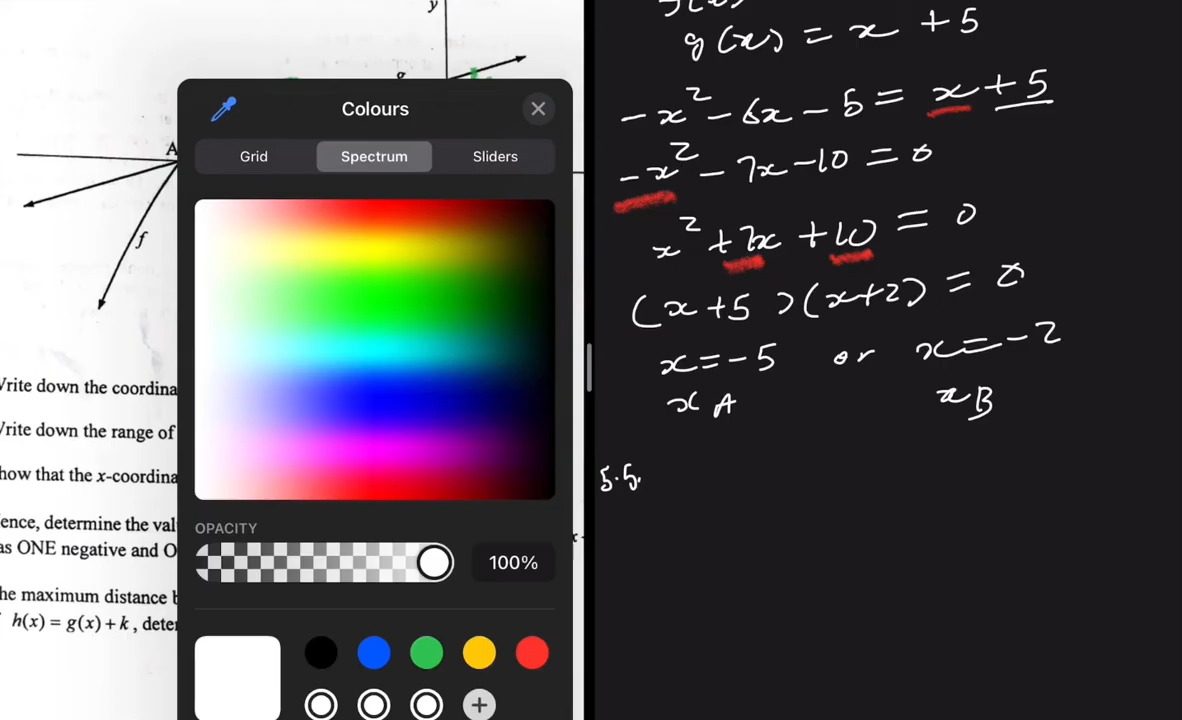 y
g
A
f
Write down the coordina
Write down the range of
how that the x-coordina
ence, determine the val
as ONE negative and O
he maximum distance b
h(x) = g(x) + k , deter
Colours
Grid
Spectrum
Sliders
OPACITY
100%
g(x) = x + 5
-x² - 6x - 5 = x + 5
-x² - 7x - 10 = 0
x² + 7x + 10 = 0
(x + 5)(x + 2) = 0
x = -5 or x = -2
x A x B
5.5.